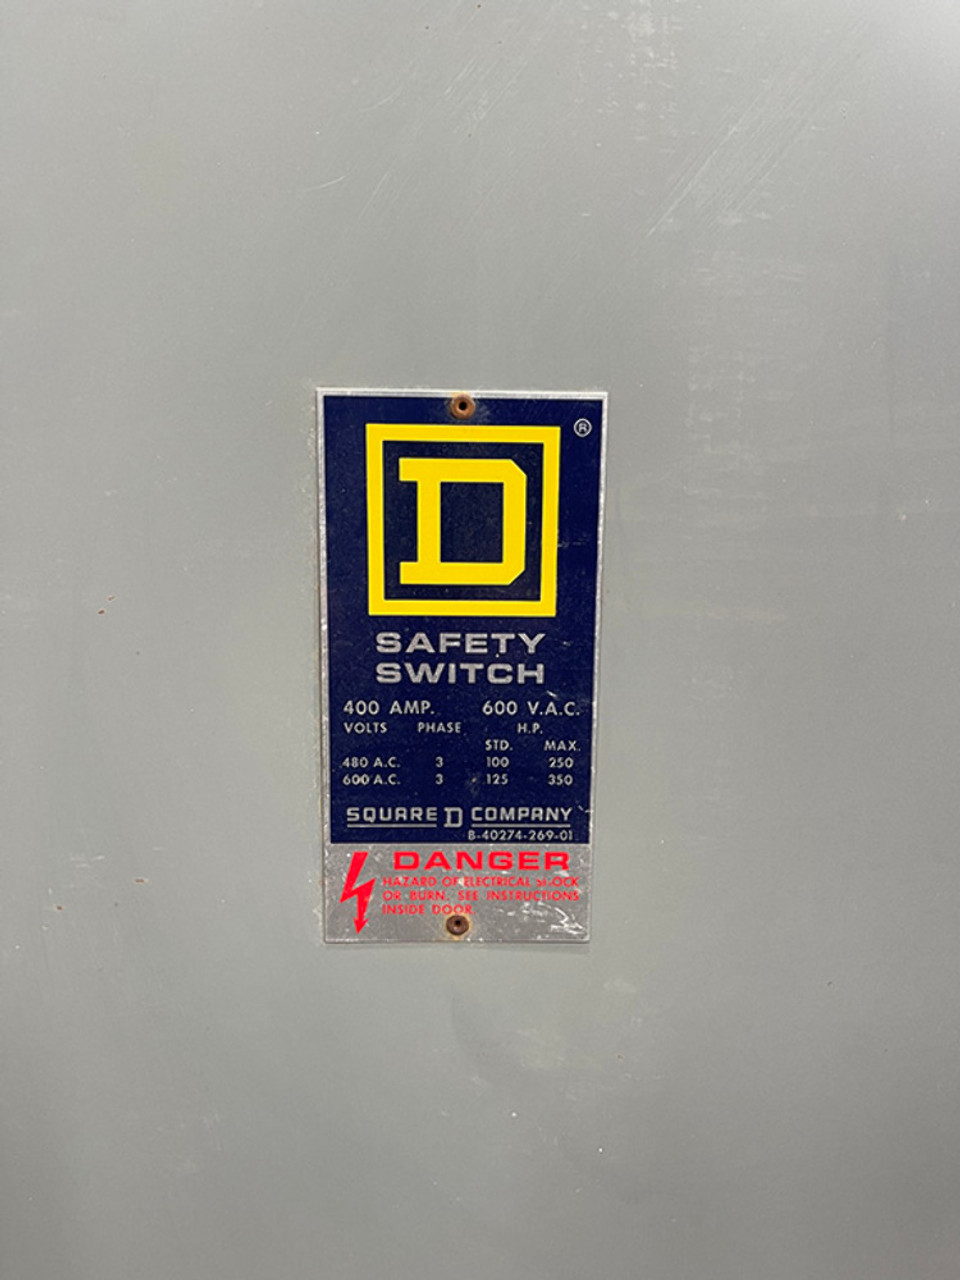 D ®
SAFETY
SWITCH
400 AMP. 600 V.A.C.
VOLTS PHASE H.P.
STD. MAX.
480 A.C. 3 100 250
600 A.C. 3 125 350
SQUARE D COMPANY
B-40274-269-01
DANGER
HAZARD OF ELECTRICAL SHOCK
OR BURN. SEE INSTRUCTIONS
INSIDE DOOR